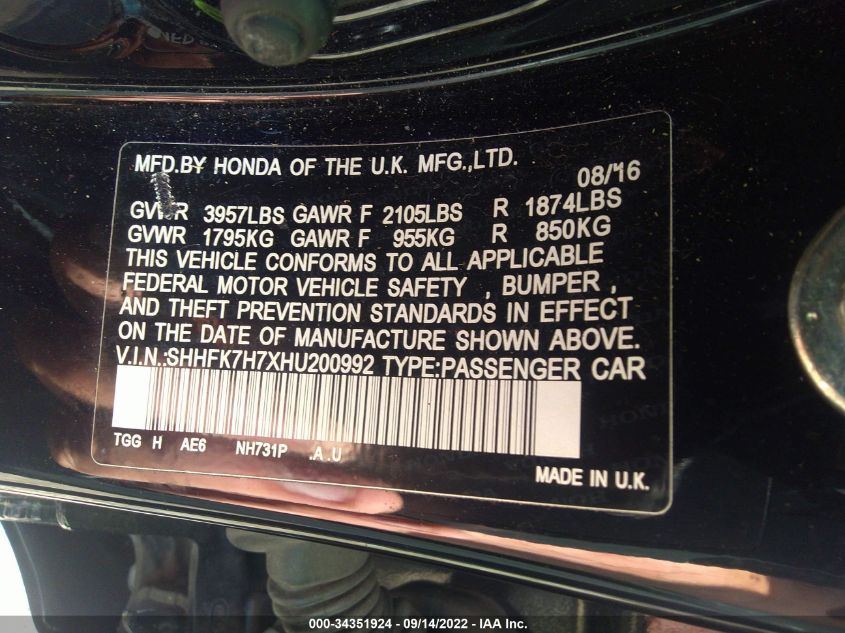 MFD.BY HONDA OF THE U.K. MFG.,LTD.
08/16
GVWR 3957LBS GAWR F 2105LBS R 1874LBS
GVWR 1795KG GAWR F 955KG R 850KG
THIS VEHICLE CONFORMS TO ALL APPLICABLE
FEDERAL MOTOR VEHICLE SAFETY , BUMPER ,
AND THEFT PREVENTION STANDARDS IN EFFECT
ON THE DATE OF MANUFACTURE SHOWN ABOVE.
V.I.N.:SHHFK7H7XHU200992 TYPE:PASSENGER CAR
TGG H AE6 NH731P .A .U
MADE IN U.K.
000-34351924 | 09/14/2022 - IAA Inc.